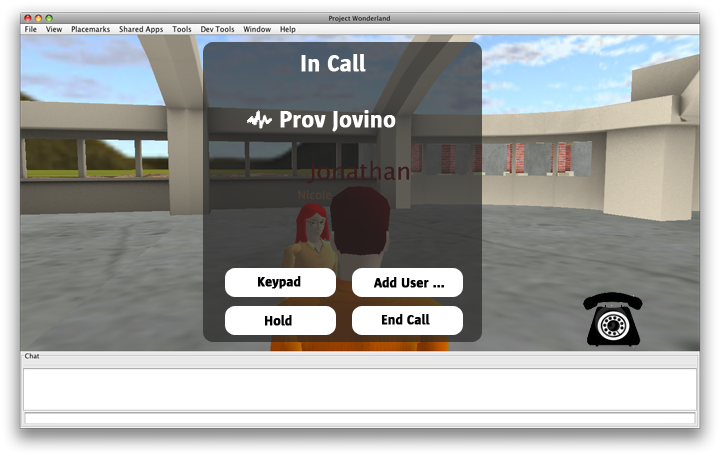 Project Wonderland
File View Placemarks Shared Apps Tools Dev Tools Window Help
In Call
Prov Jovino
Jonathan
Nicole
Keypad Add User ...
Hold End Call
Chat